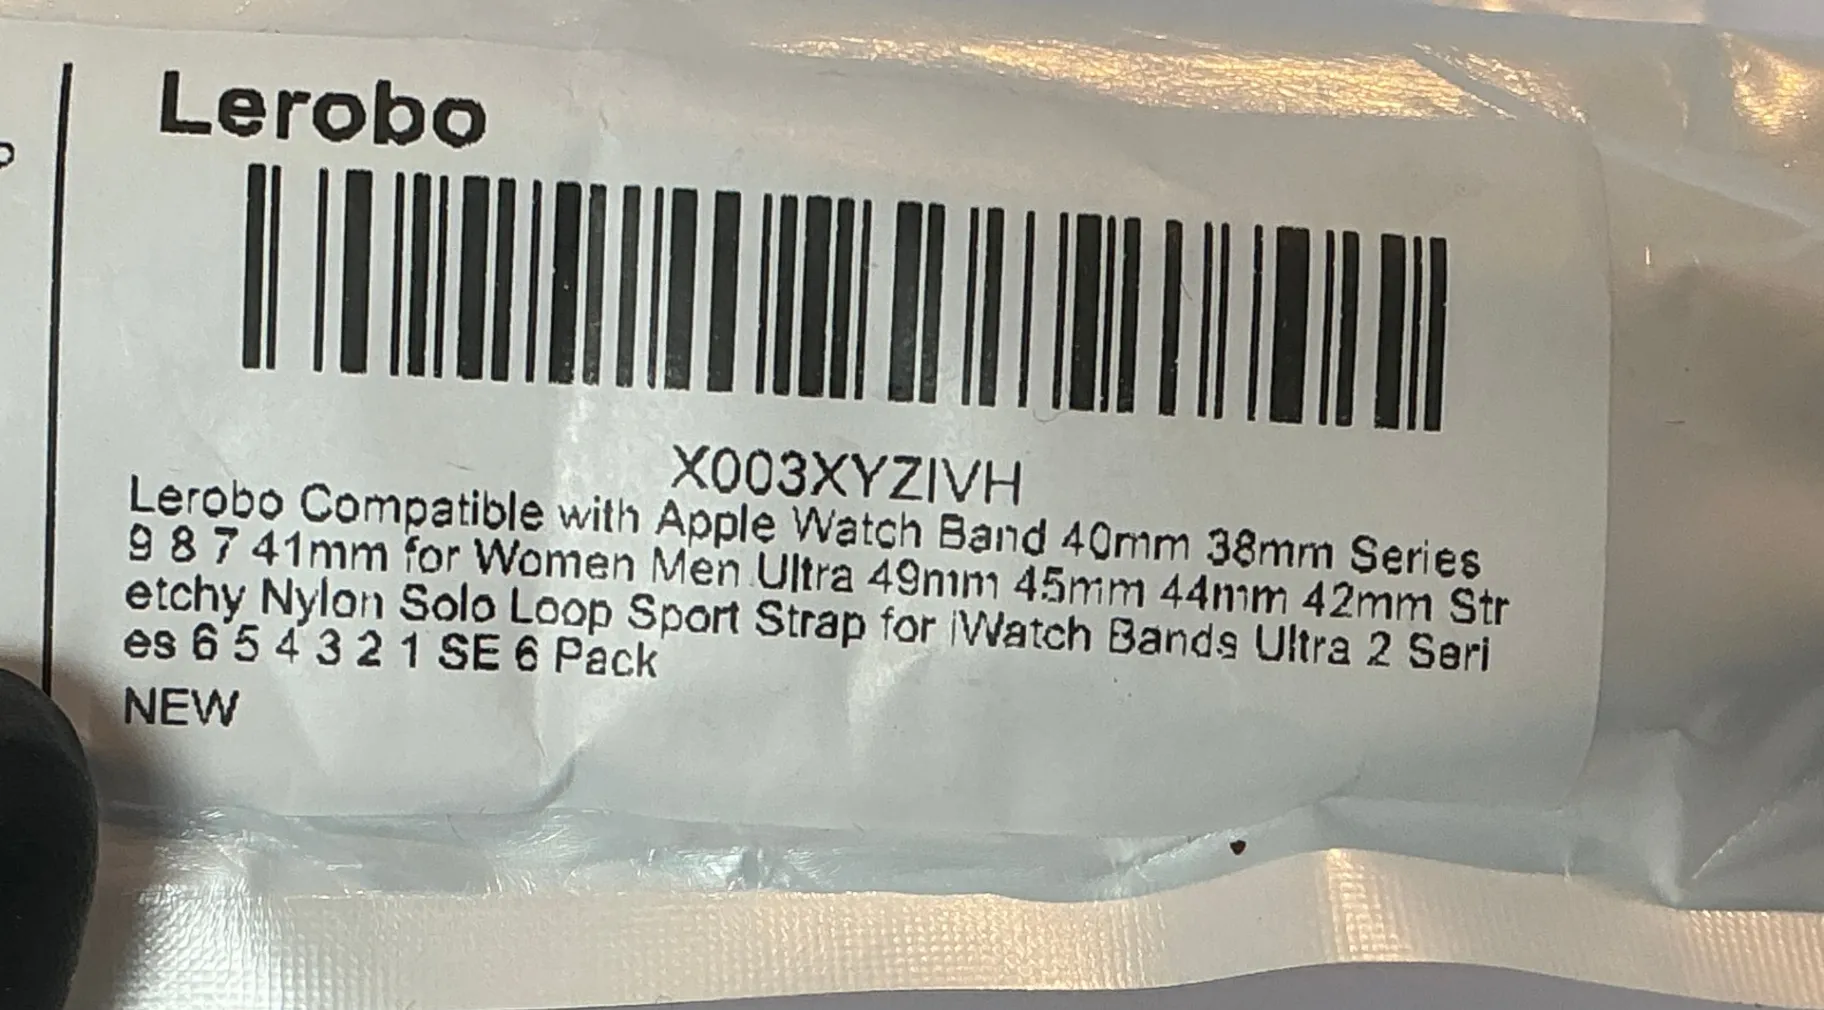 Lerobo
X003XYZIVH
Lerobo Compatible with Apple Watch Band 40mm 38mm Series
9 8 7 41mm for Women Men Ultra 49mm 45mm 44mm 42mm Str
etchy Nylon Solo Loop Sport Strap for iWatch Bands Ultra 2 Seri
es 6 5 4 3 2 1 SE 6 Pack
NEW